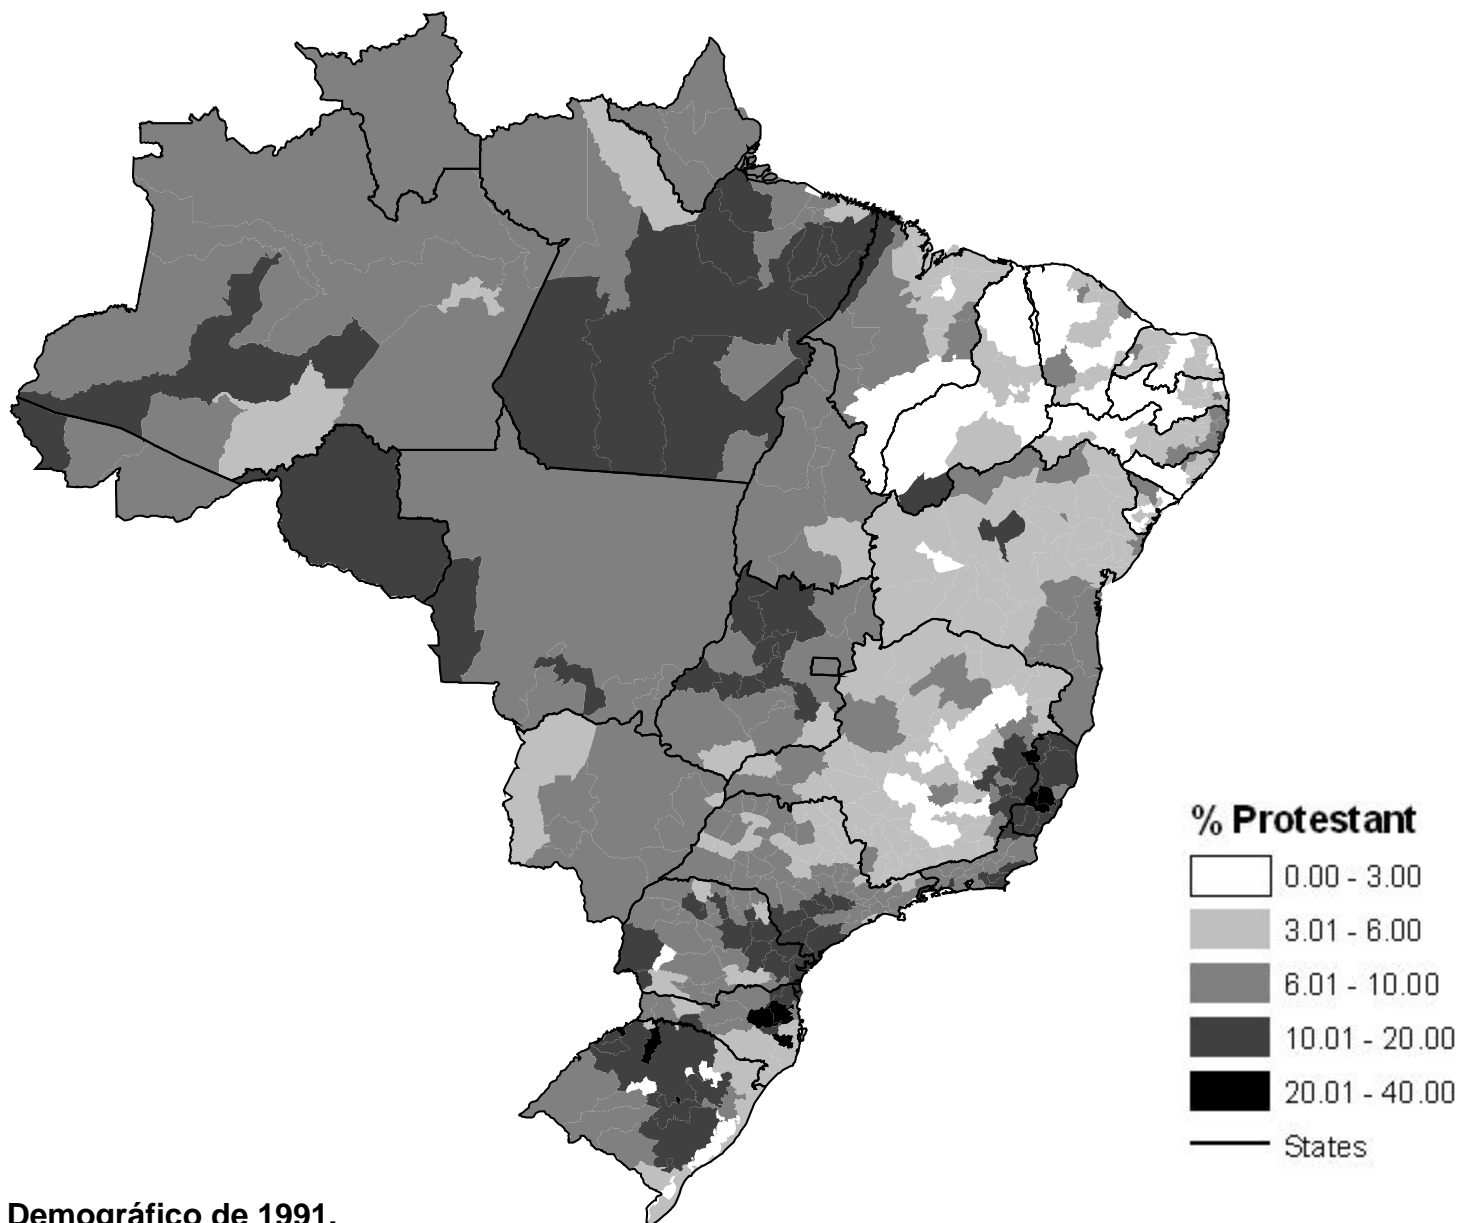 % Protestant
0.00 - 3.00
3.01 - 6.00
6.01 - 10.00
10.01 - 20.00
20.01 - 40.00
States
Demográfico de 1991.